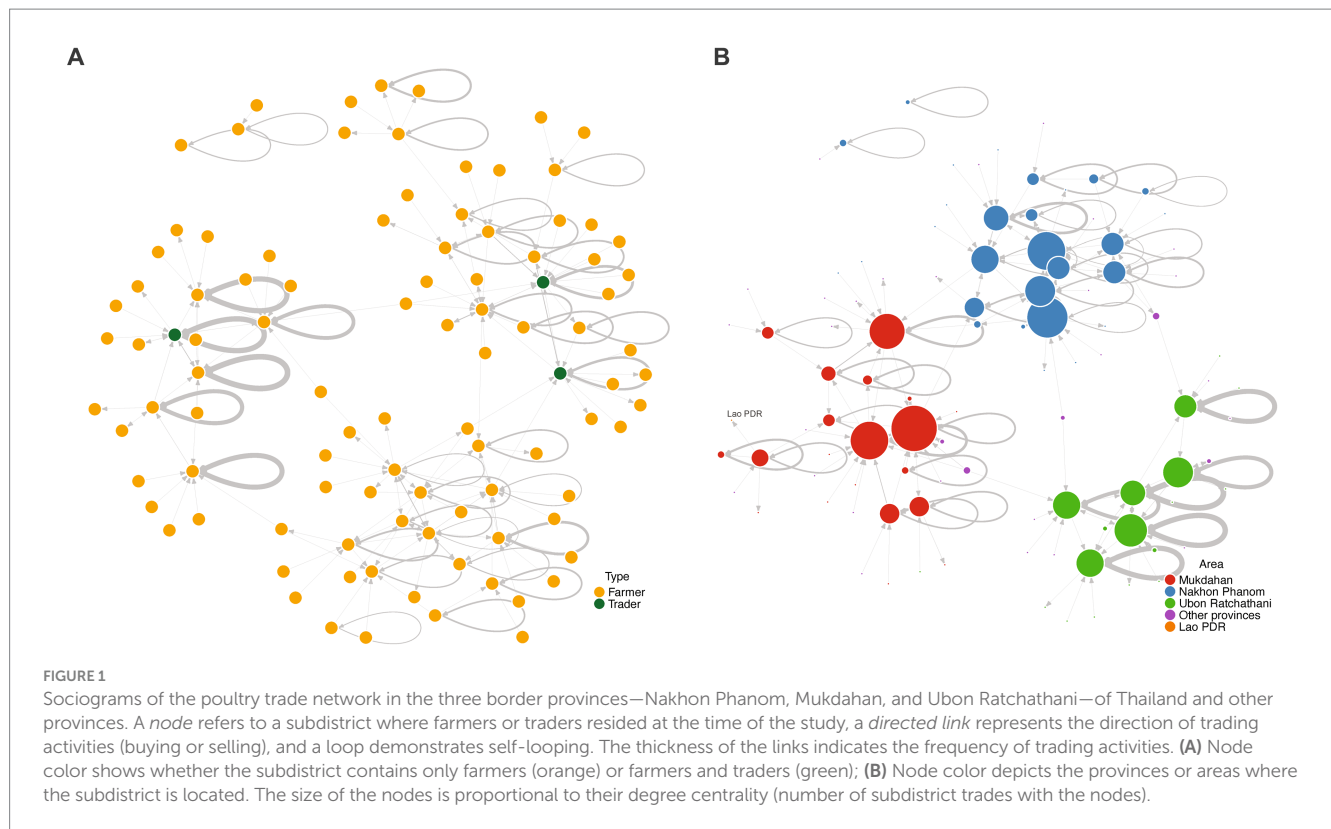 A
B
Lao PDR
Type
Farmer
Trader
Area
Mukdahan
Nakhon Phanom
Ubon Ratchathani
Other provinces
Lao PDR
FIGURE 1
Sociograms of the poultry trade network in the three border provinces—Nakhon Phanom, Mukdahan, and Ubon Ratchathani—of Thailand and other
provinces. A node refers to a subdistrict where farmers or traders resided at the time of the study, a directed link represents the direction of trading
activities (buying or selling), and a loop demonstrates self-looping. The thickness of the links indicates the frequency of trading activities. (A) Node
color shows whether the subdistrict contains only farmers (orange) or farmers and traders (green); (B) Node color depicts the provinces or areas where
the subdistrict is located. The size of the nodes is proportional to their degree centrality (number of subdistrict trades with the nodes).